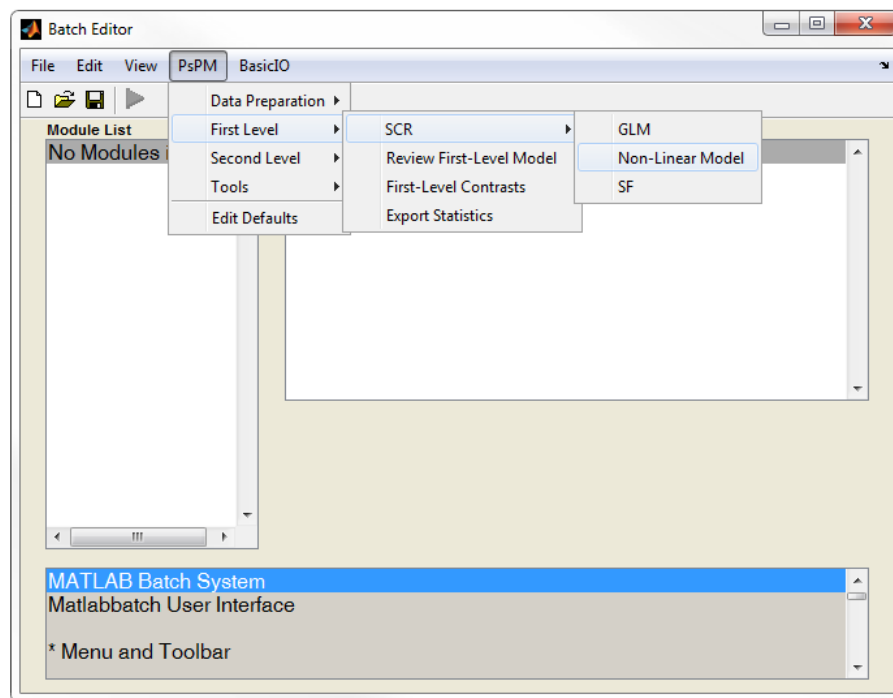 Batch Editor
File Edit View PsPM BasicIO
Data Preparation
First Level
Second Level
Tools
Edit Defaults
SCR
Review First-Level Model
First-Level Contrasts
Export Statistics
GLM
Non-Linear Model
SF
Module List
No Modules i
MATLAB Batch System
Matlabbatch User Interface
* Menu and Toolbar